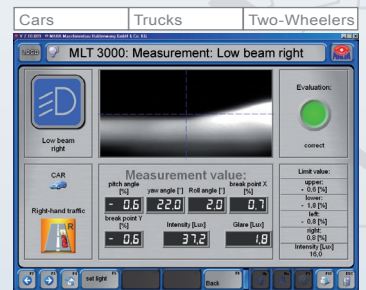 Cars Trucks Two-Wheelers
MLT 3000: Measurement: Low beam right
Low beam
right
Evaluation:
correct
CAR
Right-hand traffic
R
Measurement value:
pitch angle [%] yaw angle [°] Roll angle [°] break point X [%]
- 0.6 22.0 2.0 0.7
break point Y [%] Intensity [Lux] Glare [Lux]
- 0.6 37.2 1.8
Limit value:
upper:
- 0,6 [%]
lower:
- 1,8 [%]
left:
- 0.8 [%]
right:
0,8 [%]
Intensity [Lux]
16,0
set light Back